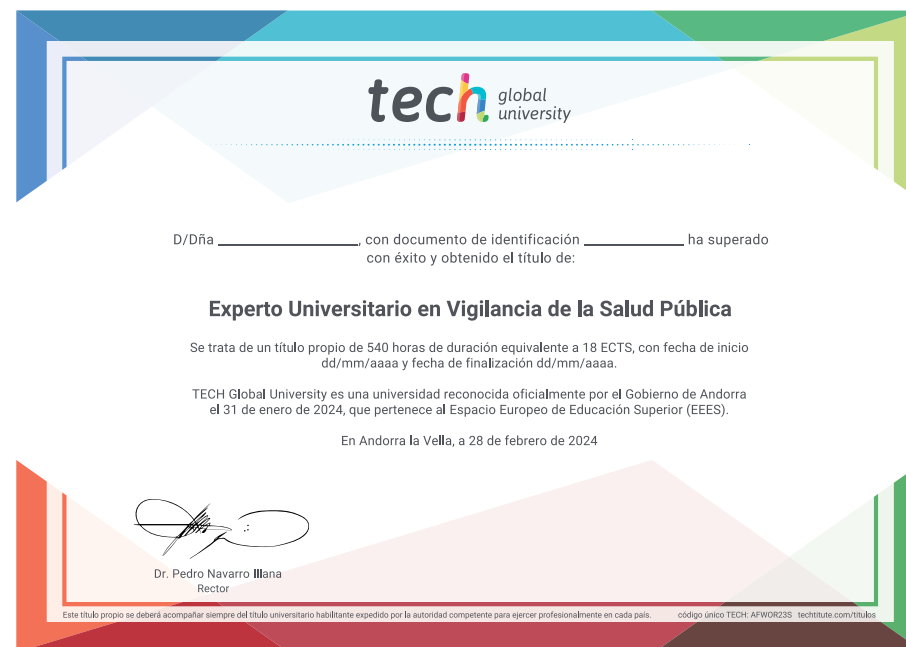 tech global
university
D/Dña ____________________, con documento de identificación ______________ ha superado
con éxito y obtenido el título de:
Experto Universitario en Vigilancia de la Salud Pública
Se trata de un título propio de 540 horas de duración equivalente a 18 ECTS, con fecha de inicio
dd/mm/aaaa y fecha de finalización dd/mm/aaaa.
TECH Global University es una universidad reconocida oficialmente por el Gobierno de Andorra
el 31 de enero de 2024, que pertenece al Espacio Europeo de Educación Superior (EEES).
En Andorra la Vella, a 28 de febrero de 2024
Dr. Pedro Navarro Illana
Rector
Este título propio se deberá acompañar siempre del título universitario habilitante expedido por la autoridad competente para ejercer profesionalmente en cada país. código único TECH: AFWOR23S techtitute.com/titulos